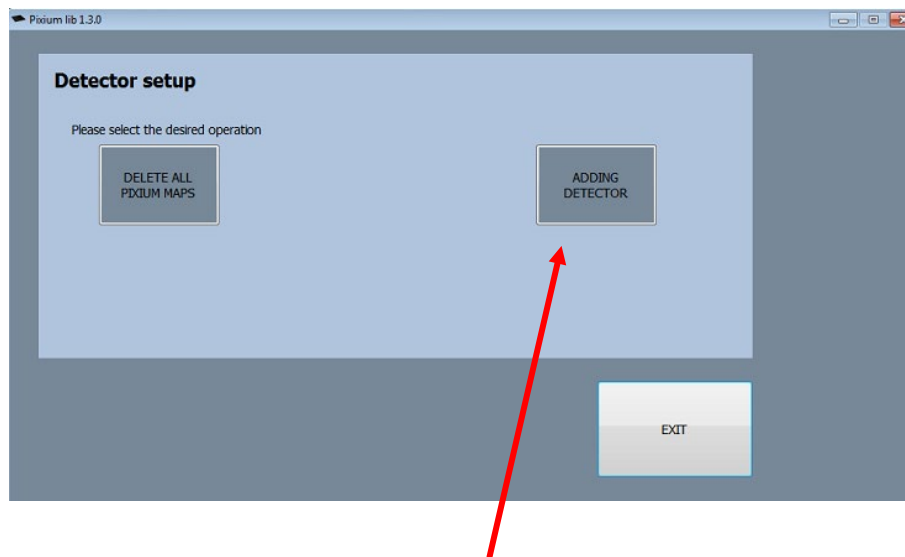 Pixium lib 1.3.0
Detector setup
Please select the desired operation
DELETE ALL
PIXIUM MAPS
ADDING
DETECTOR
EXIT